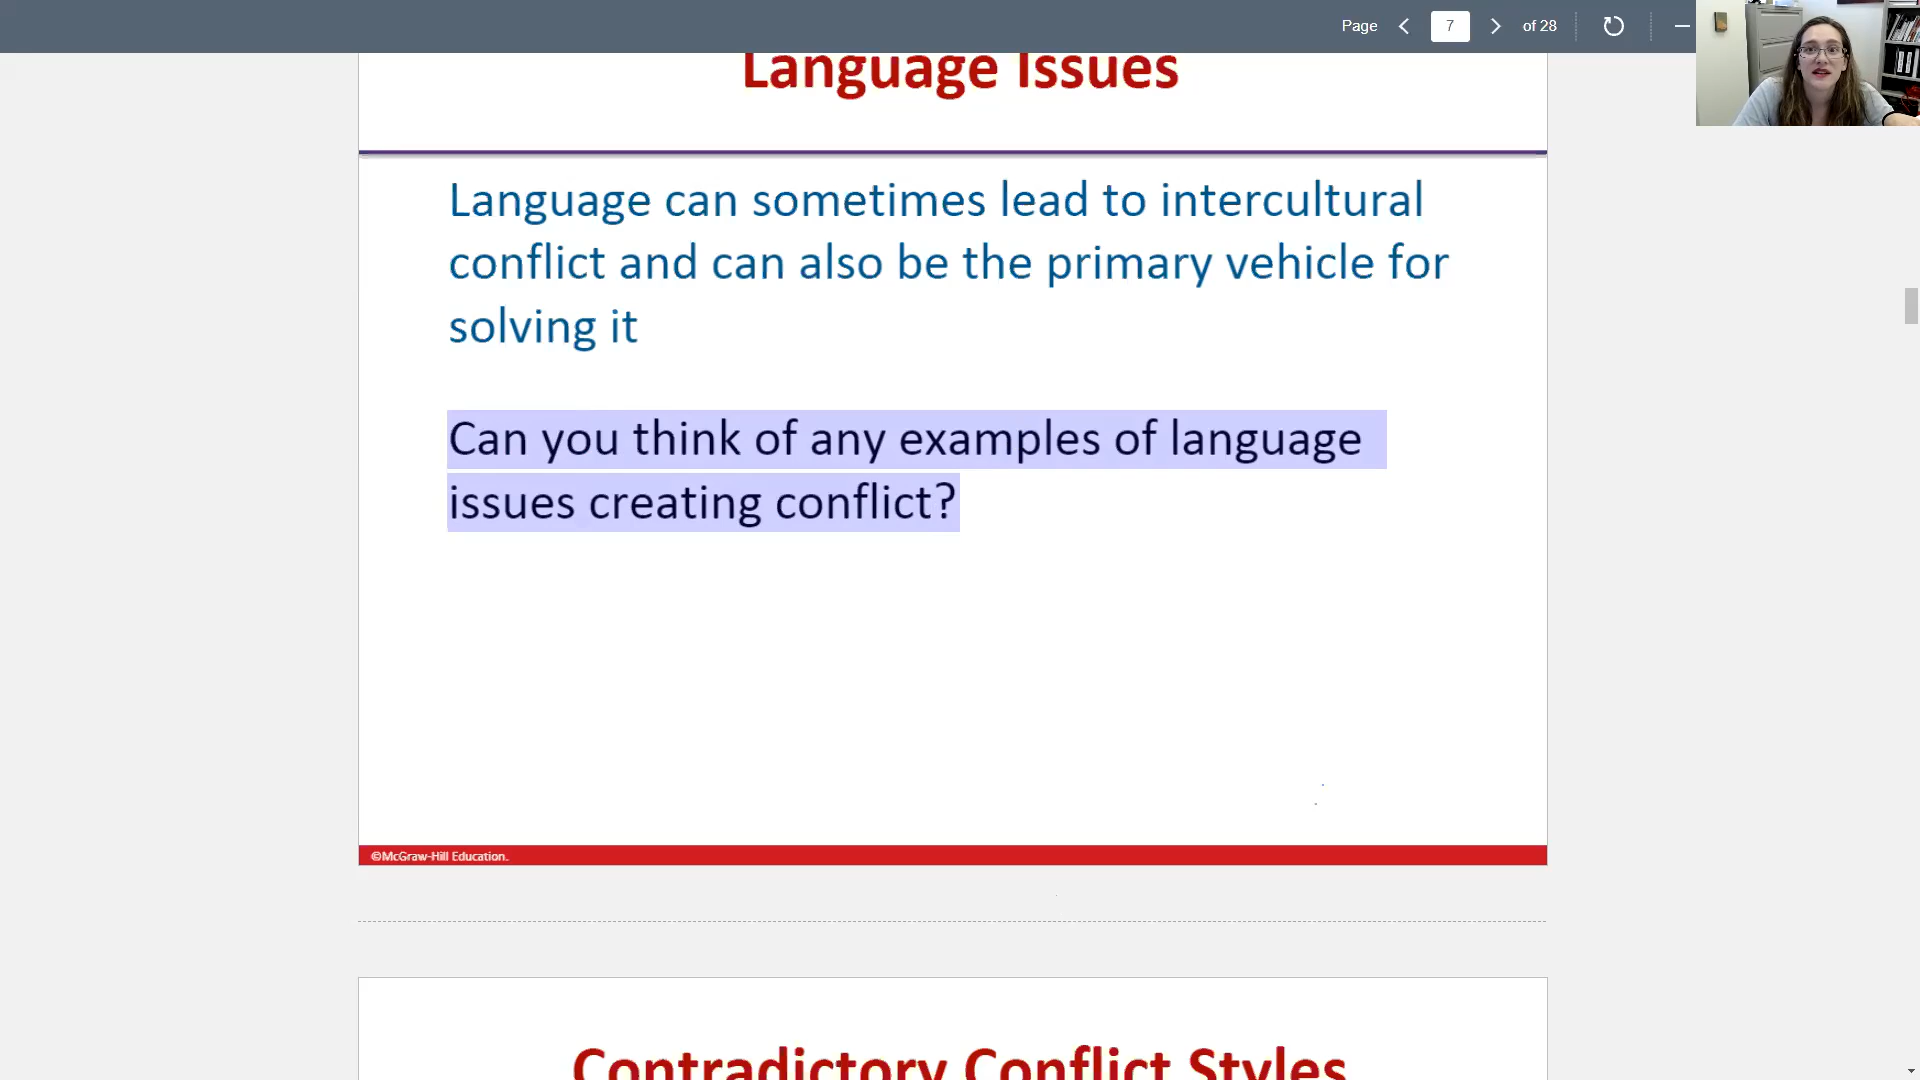 Page 7 of 28
Language Issues
Language can sometimes lead to intercultural
conflict and can also be the primary vehicle for
solving it
Can you think of any examples of language
issues creating conflict?
©McGraw-Hill Education.
Contradictory Conflict Styles